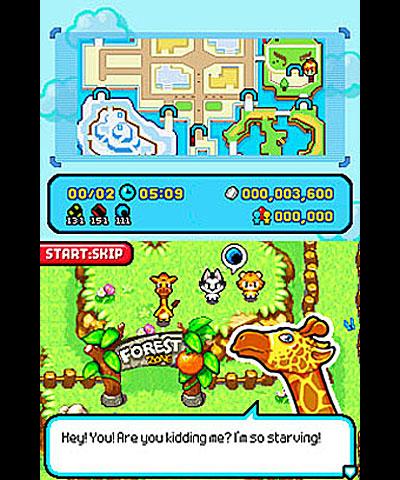 00/02 05:09 000,003,600
131 151 111 000,000
START:SKIP
FOREST
ZONE
Hey! You! Are you kidding me? I'm so starving!